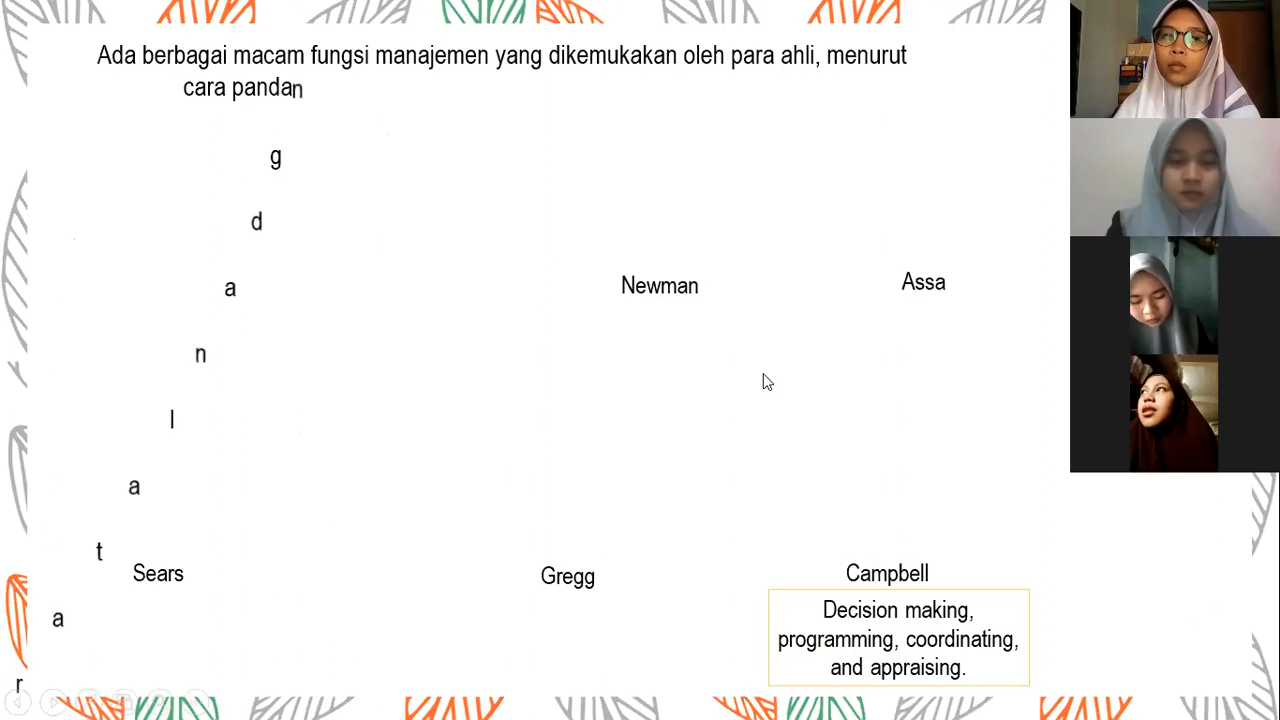 Ada berbagai macam fungsi manajemen yang dikemukakan oleh para ahli, menurut
cara pandan
g
d
a
n
l
a
t
a
r
Newman
Assa
Sears
Gregg
Campbell
Decision making,
programming, coordinating,
and appraising.